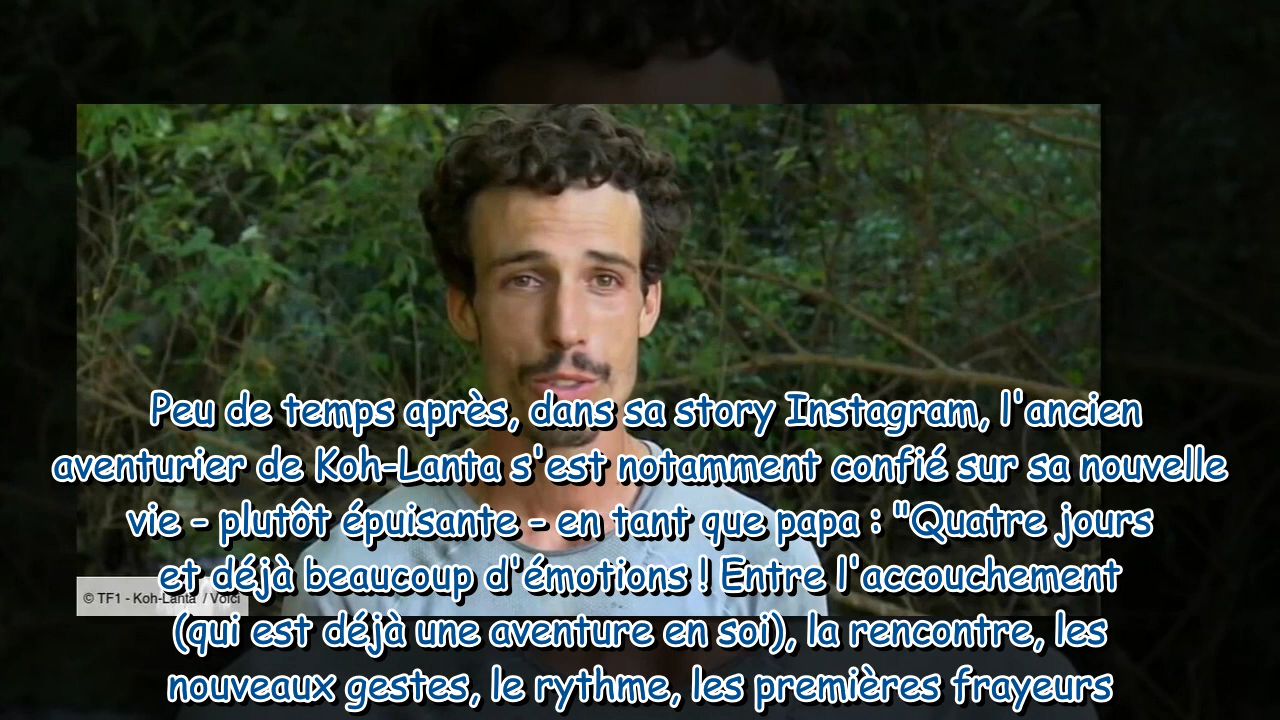 Peu de temps après, dans sa story Instagram, l'ancien
aventurier de Koh-Lanta s'est notamment confié sur sa nouvelle
vie - plutôt épuisante - en tant que papa : "Quatre jours
et déjà beaucoup d'émotions ! Entre l'accouchement
© TF1 - Koh-Lanta / Voici
(qui est déjà une aventure en soi), la rencontre, les
nouveaux gestes, le rythme, les premières frayeurs